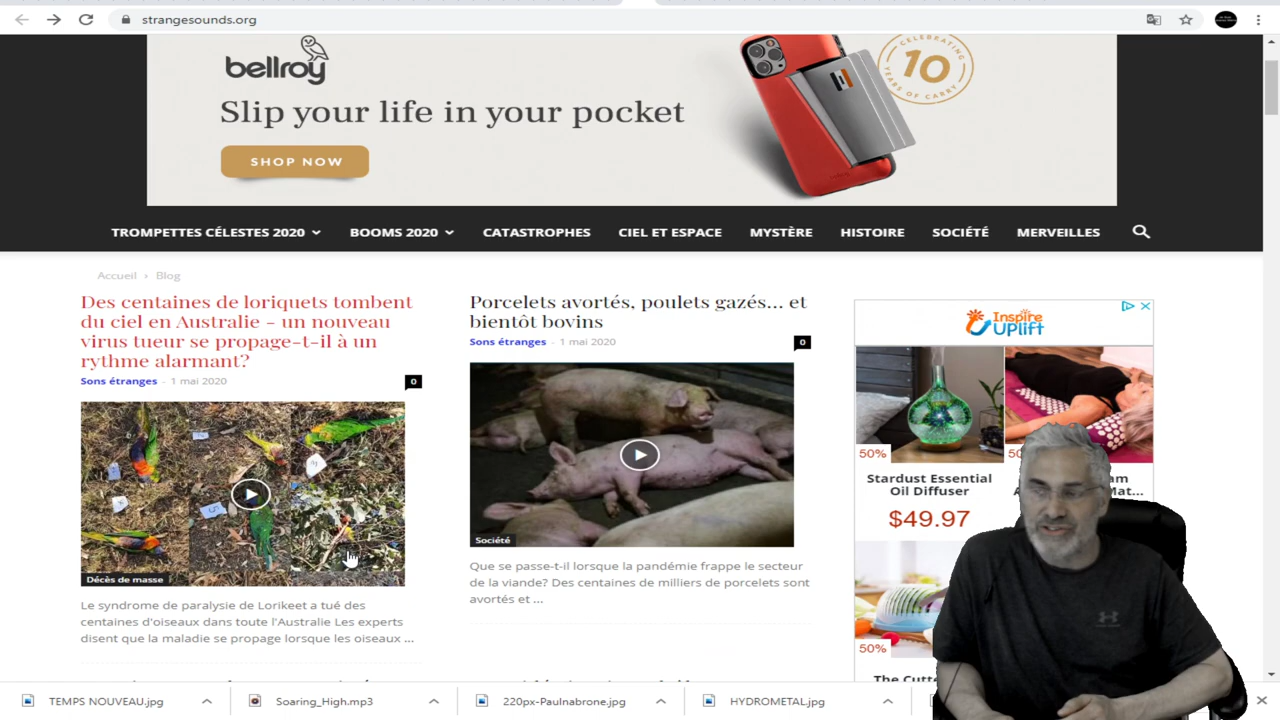 strangesounds.org
bellroy
Slip your life in your pocket
SHOP NOW
CELEBRATING
10
YEARS OF CARRY
TROMPETTES CÉLESTES 2020
BOOMS 2020
CATASTROPHES
CIEL ET ESPACE
MYSTÈRE
HISTOIRE
SOCIÉTÉ
MERVEILLES
Accueil › Blog
Des centaines de loriquets tombent
du ciel en Australie - un nouveau
virus tueur se propage-t-il à un
rythme alarmant?
Sons étranges - 1 mai 2020
0
Décès de masse
Le syndrome de paralysie de Lorikeet a tué des
centaines d'oiseaux dans toute l'Australie Les experts
disent que la maladie se propage lorsque les oiseaux ...
Porcelets avortés, poulets gazés... et
bientôt bovins
Sons étranges - 1 mai 2020
0
Société
Que se passe-t-il lorsque la pandémie frappe le secteur
de la viande? Des centaines de milliers de porcelets sont
avortés et ...
Inspire
Uplift
50%
Stardust Essential
Oil Diffuser
$49.97
50%
TEMPS NOUVEAU.jpg
Soaring_High.mp3
220px-Paulnabrone.jpg
HYDROMETAL.jpg